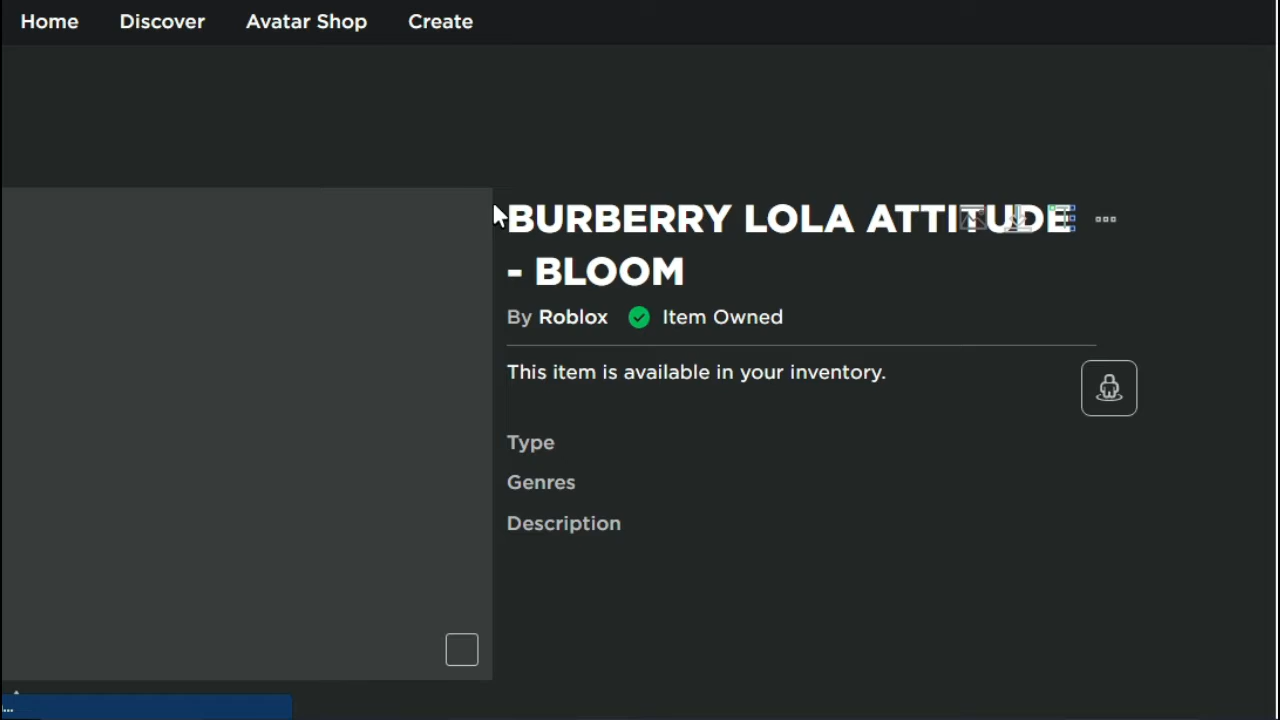 Home Discover Avatar Shop Create
BURBERRY LOLA ATTITUDE
- BLOOM
By Roblox Item Owned
This item is available in your inventory.
Type
Genres
Description
...